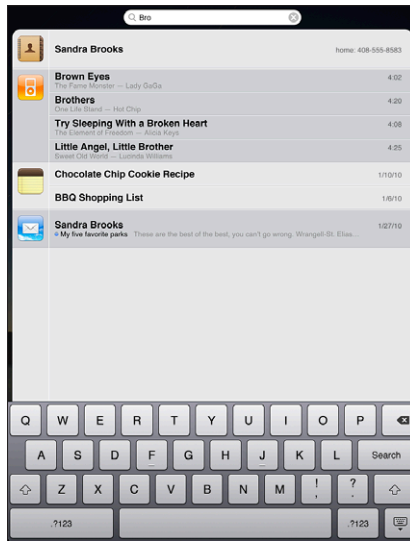 Bro
Sandra Brooks home: 408-555-8583
Brown Eyes 4:02
The Fame Monster — Lady GaGa
Brothers 4:20
One Life Stand — Hot Chip
Try Sleeping With a Broken Heart 4:08
The Element of Freedom — Alicia Keys
Little Angel, Little Brother 4:25
Sweet Old World — Lucinda Williams
Chocolate Chip Cookie Recipe 1/10/10
BBQ Shopping List 1/6/10
Sandra Brooks 1/27/10
My five favorite parks These are the best of the best, you can't go wrong. Wrangell-St. Elias,...
Q W E R T Y U I O P
A S D F G H J K L Search
Z X C V B N M ! , ? .
.?123 .?123